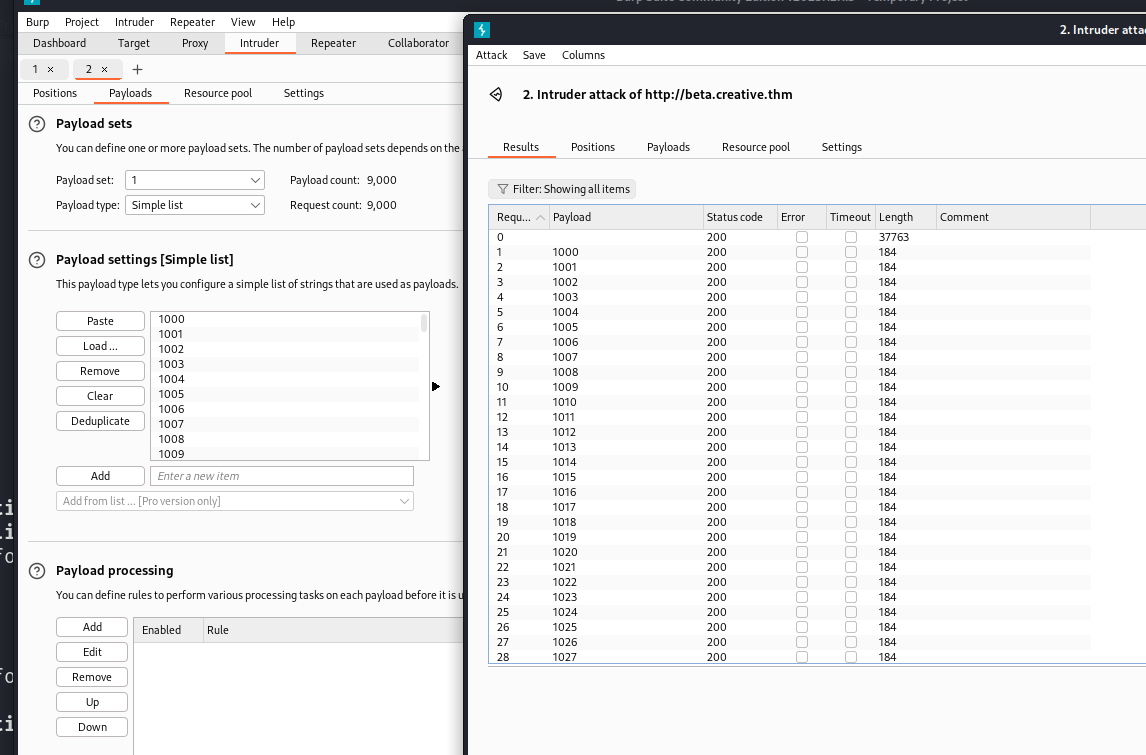 Burp Project Intruder Repeater View Help
Dashboard Target Proxy Intruder Repeater Collaborator
1 × 2 × +
Positions Payloads Resource pool Settings
? Payload sets
You can define one or more payload sets. The number of payload sets depends on the
Payload set: 1 Payload count: 9,000
Payload type: Simple list Request count: 9,000
? Payload settings [Simple list]
This payload type lets you configure a simple list of strings that are used as payloads.
Paste
Load ...
Remove
Clear
Deduplicate
1000
1001
1002
1003
1004
1005
1006
1007
1008
1009
Add Enter a new item
Add from list ... [Pro version only]
? Payload processing
You can define rules to perform various processing tasks on each payload before it is u
Add
Edit
Remove
Up
Down
Enabled Rule
2. Intruder atta
Attack Save Columns
2. Intruder attack of http://beta.creative.thm
Results Positions Payloads Resource pool Settings
Filter: Showing all items
Requ... Payload Status code Error Timeout Length Comment
0 200 37763
1 1000 200 184
2 1001 200 184
3 1002 200 184
4 1003 200 184
5 1004 200 184
6 1005 200 184
7 1006 200 184
8 1007 200 184
9 1008 200 184
10 1009 200 184
11 1010 200 184
12 1011 200 184
13 1012 200 184
14 1013 200 184
15 1014 200 184
16 1015 200 184
17 1016 200 184
18 1017 200 184
19 1018 200 184
20 1019 200 184
21 1020 200 184
22 1021 200 184
23 1022 200 184
24 1023 200 184
25 1024 200 184
26 1025 200 184
27 1026 200 184
28 1027 200 184